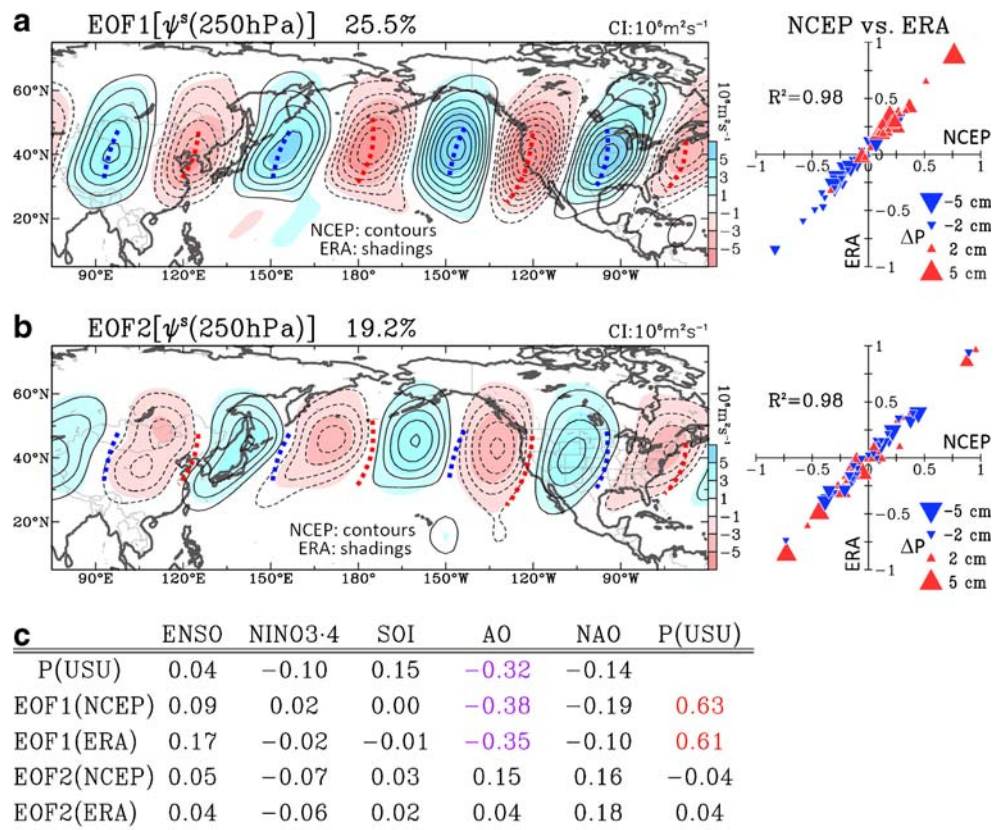 a EOF1[ψˢ(250hPa)] 25.5% CI:10⁶m²s⁻¹
NCEP vs. ERA
60°N
40°N
20°N
90°E 120°E 150°E 180° 150°W 120°W 90°W
NCEP: contours
ERA: shadings
10⁶m²s⁻¹
5
3
1
−1
−3
−5
R²=0.98
NCEP
ERA
1
0.5
−0.5
−1
−1 −0.5 0 0.5 1
−5 cm
−2 cm
ΔP
2 cm
5 cm
b EOF2[ψˢ(250hPa)] 19.2% CI:10⁶m²s⁻¹
60°N
40°N
20°N
90°E 120°E 150°E 180° 150°W 120°W 90°W
NCEP: contours
ERA: shadings
10⁶m²s⁻¹
5
3
1
−1
−3
−5
R²=0.98
NCEP
ERA
1
0.5
−0.5
−1
−1 −0.5 0 0.5 1
−5 cm
−2 cm
ΔP
2 cm
5 cm
c ENSO NINO3·4 SOI AO NAO P(USU)
P(USU) 0.04 −0.10 0.15 −0.32 −0.14
EOF1(NCEP) 0.09 0.02 0.00 −0.38 −0.19 0.63
EOF1(ERA) 0.17 −0.02 −0.01 −0.35 −0.10 0.61
EOF2(NCEP) 0.05 −0.07 0.03 0.15 0.16 −0.04
EOF2(ERA) 0.04 −0.06 0.02 0.04 0.18 0.04